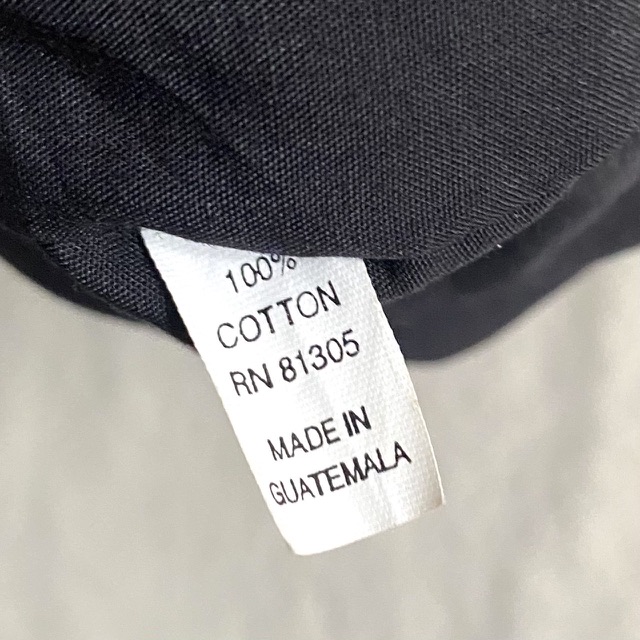 100%
COTTON
RN 81305
MADE IN
GUATEMALA